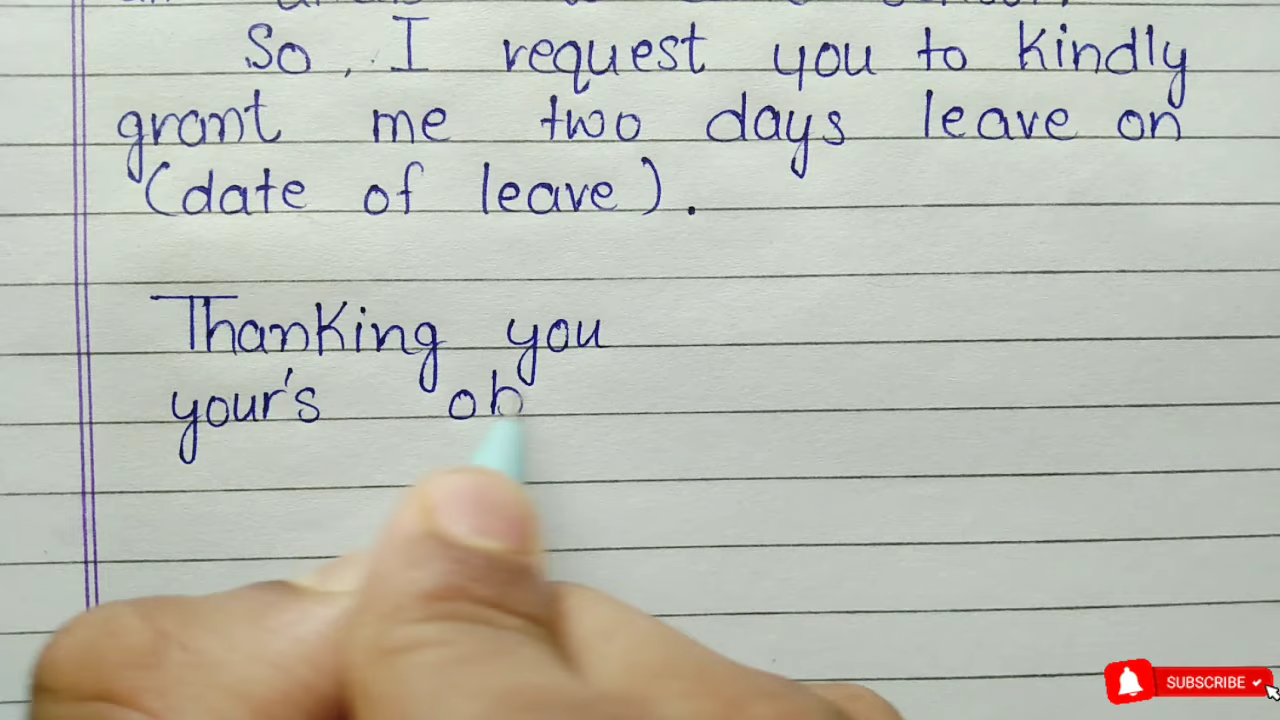 So, I request you to kindly
grant me two days leave on
(date of leave).
Thanking you
your's ob
SUBSCRIBE